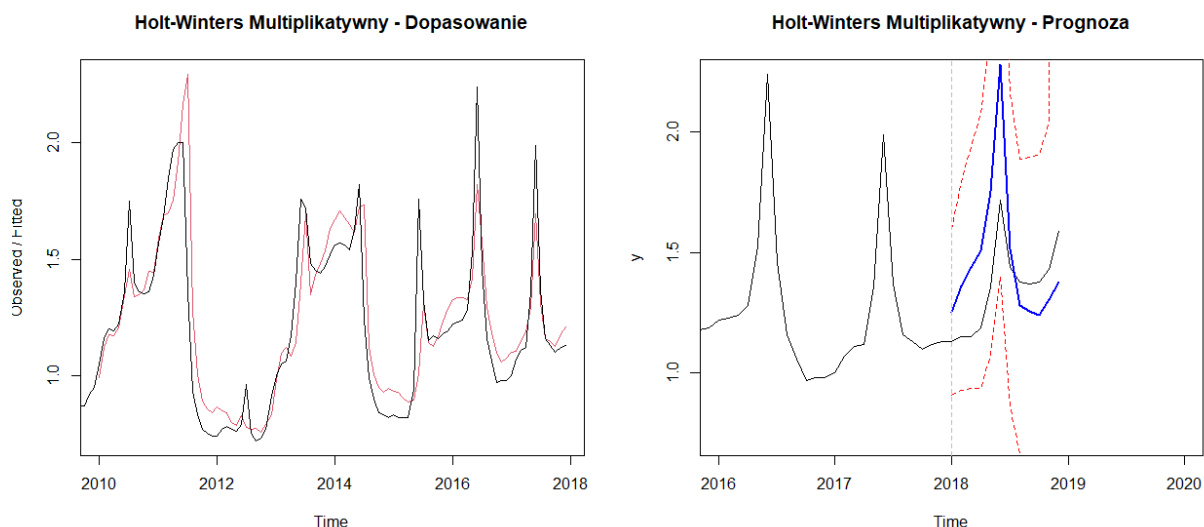 Holt-Winters Multiplikatywny - Dopasowanie
Observed / Fitted
2.0
1.5
1.0
2010 2012 2014 2016 2018
Time
Holt-Winters Multiplikatywny - Prognoza
y
2.0
1.5
1.0
2016 2017 2018 2019 2020
Time